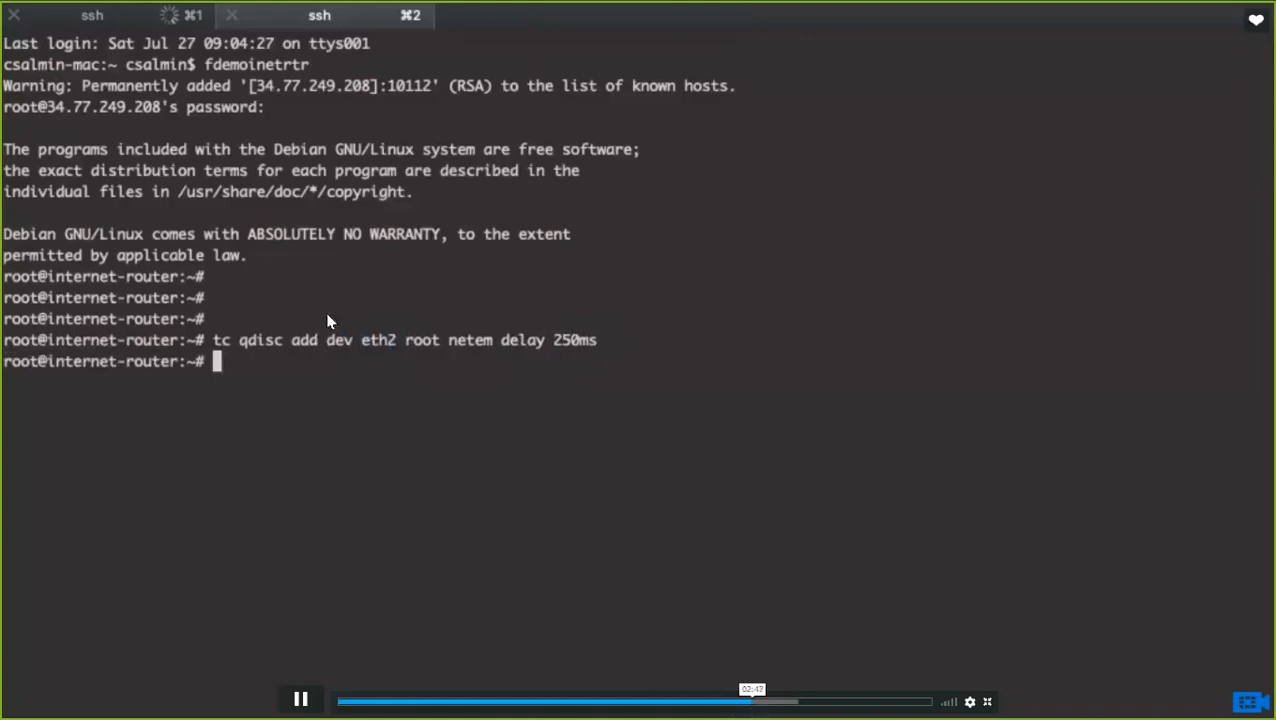 ssh ⌘1 ssh ⌘2
Last login: Sat Jul 27 09:04:27 on ttys001
csalmin-mac:~ csalmin$ fdemoinetrtr
Warning: Permanently added '[34.77.249.208]:10112' (RSA) to the list of known hosts.
root@34.77.249.208's password:
The programs included with the Debian GNU/Linux system are free software;
the exact distribution terms for each program are described in the
individual files in /usr/share/doc/*/copyright.
Debian GNU/Linux comes with ABSOLUTELY NO WARRANTY, to the extent
permitted by applicable law.
root@internet-router:~#
root@internet-router:~#
root@internet-router:~#
root@internet-router:~# tc qdisc add dev eth2 root netem delay 250ms
root@internet-router:~#
02:47